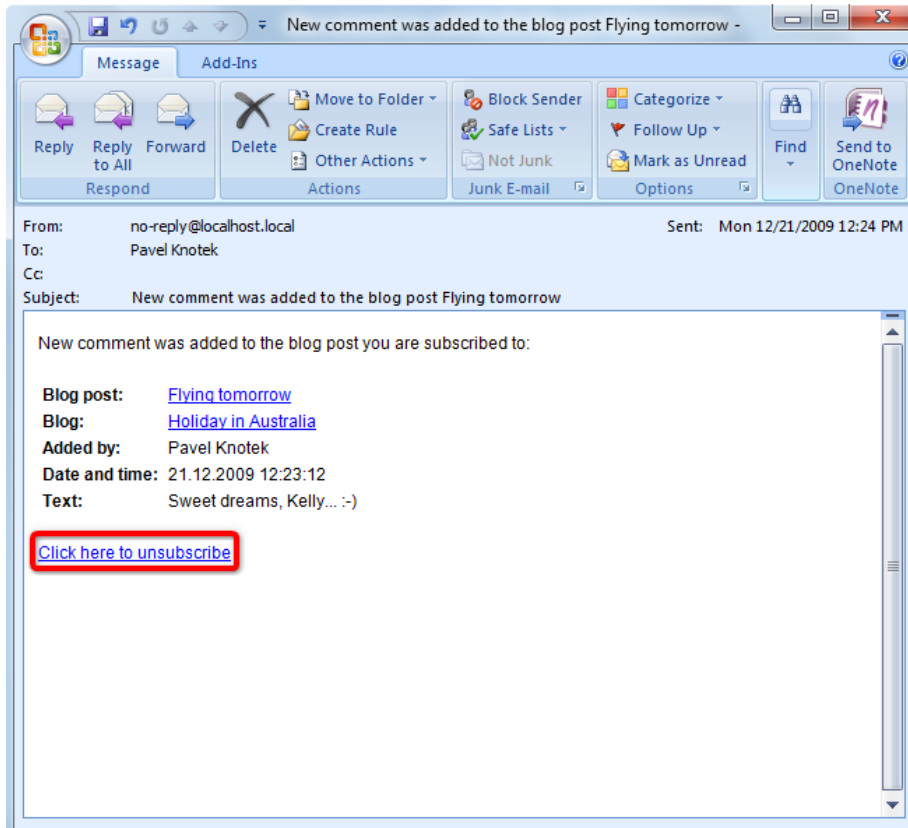 New comment was added to the blog post Flying tomorrow -
Message Add-Ins
Reply
Reply to All
Forward
Respond
Delete
Move to Folder
Create Rule
Other Actions
Actions
Block Sender
Safe Lists
Not Junk
Junk E-mail
Categorize
Follow Up
Mark as Unread
Options
Find
Send to OneNote
OneNote
From: no-reply@localhost.local Sent: Mon 12/21/2009 12:24 PM
To: Pavel Knotek
Cc:
Subject: New comment was added to the blog post Flying tomorrow
New comment was added to the blog post you are subscribed to:
Blog post: Flying tomorrow
Blog: Holiday in Australia
Added by: Pavel Knotek
Date and time: 21.12.2009 12:23:12
Text: Sweet dreams, Kelly... :-)
Click here to unsubscribe